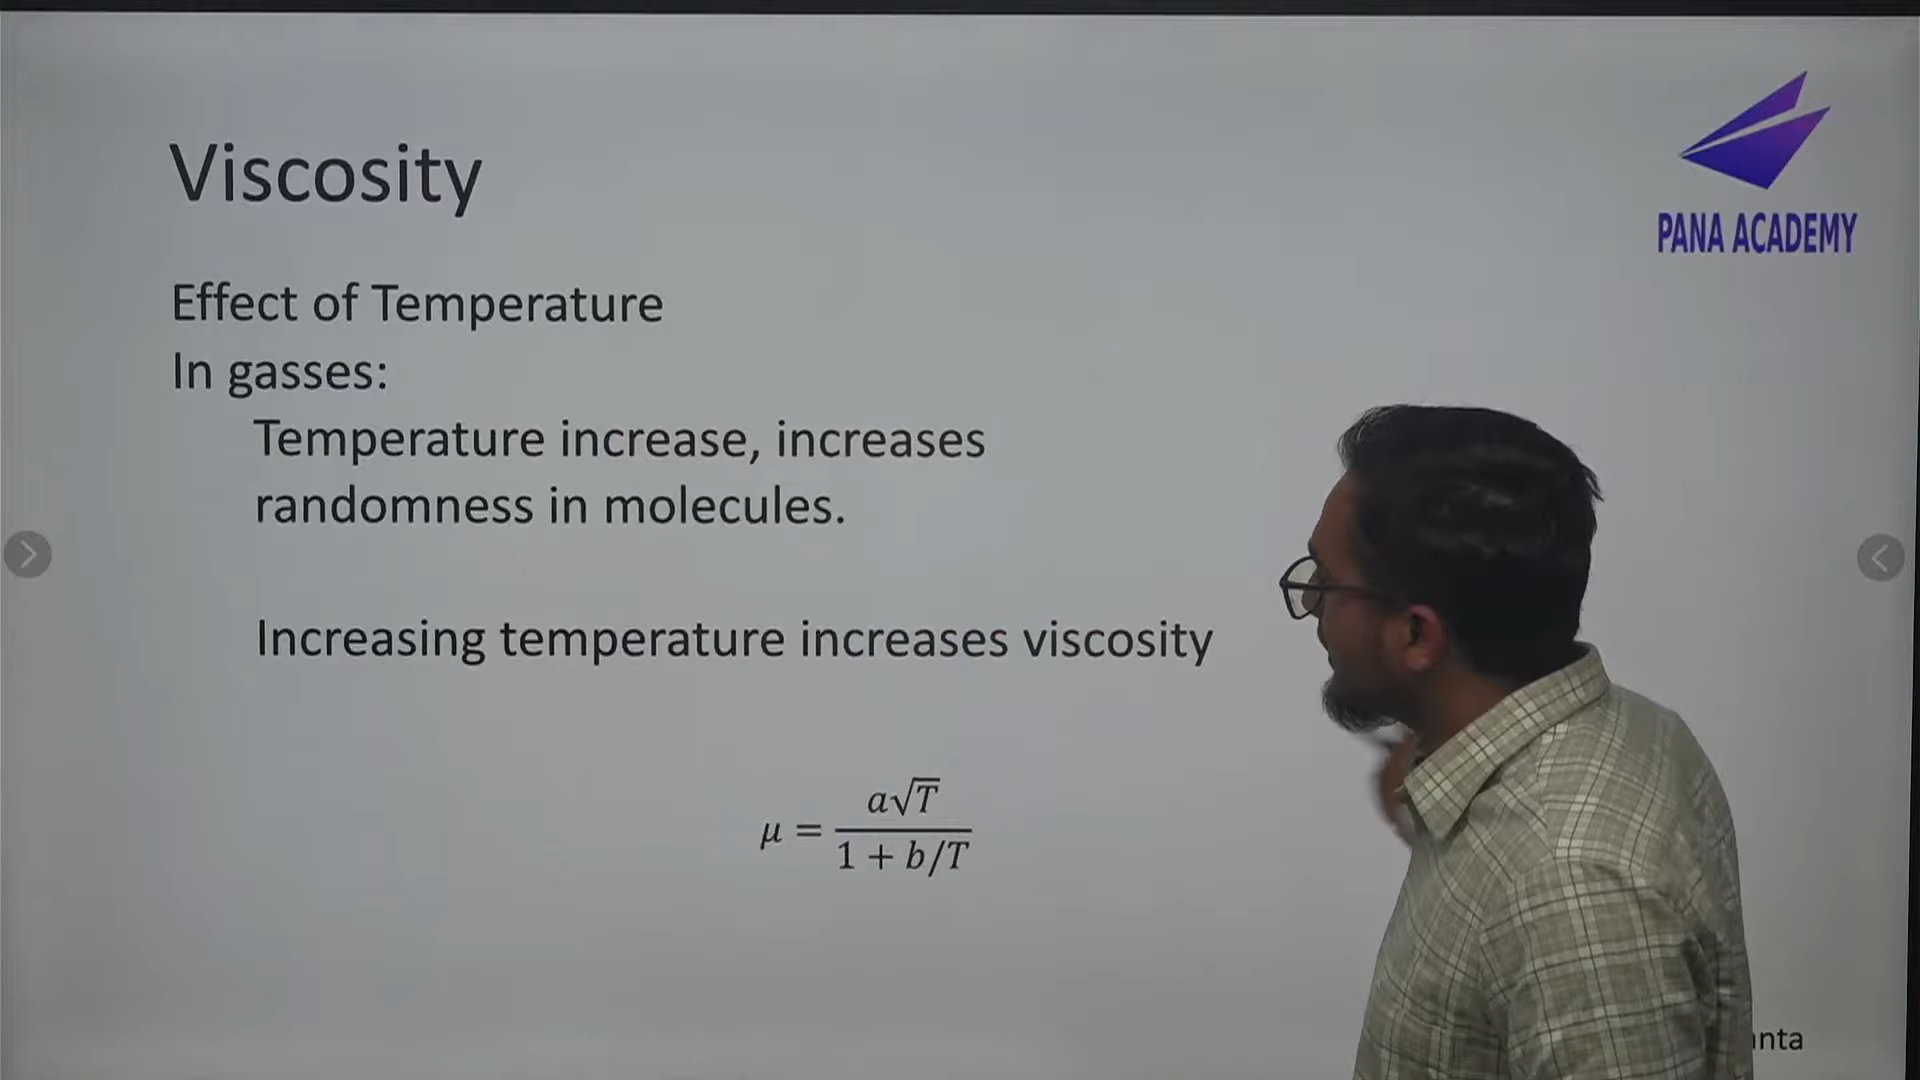 Viscosity
PANA ACADEMY
Effect of Temperature
In gasses:
Temperature increase, increases
randomness in molecules.
Increasing temperature increases viscosity
μ = a√T / 1 + b/T